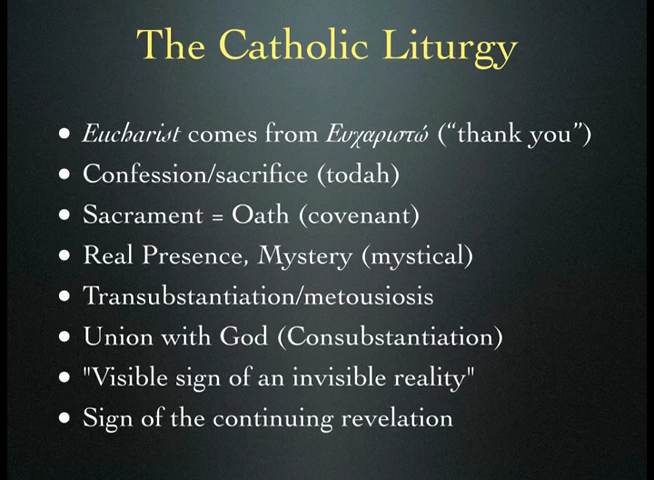 The Catholic Liturgy
• Eucharist comes from Ευχαριστώ (“thank you”)
• Confession/sacrifice (todah)
• Sacrament = Oath (covenant)
• Real Presence, Mystery (mystical)
• Transubstantiation/metousiosis
• Union with God (Consubstantiation)
• "Visible sign of an invisible reality"
• Sign of the continuing revelation